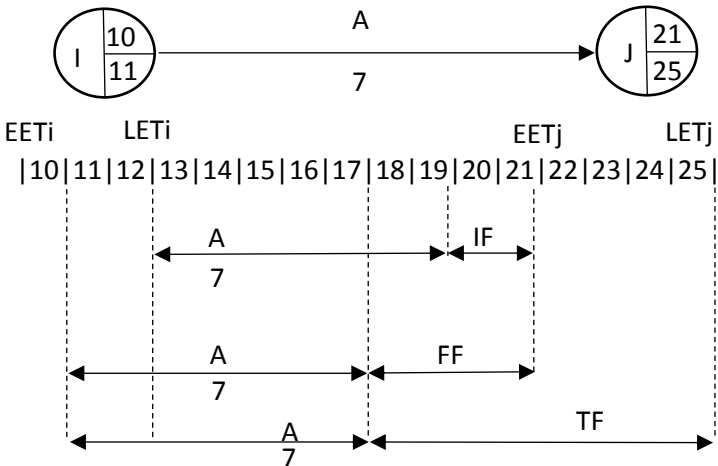 A
I 10 J 21
11 25
7
EETi LETi EETj LETj
|10|11|12|13|14|15|16|17|18|19|20|21|22|23|24|25|
A IF
7
A FF
7
A TF
7